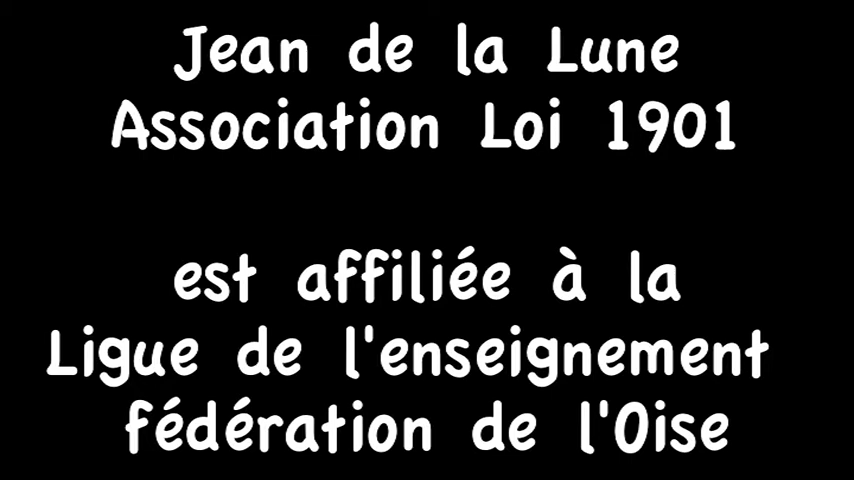 Jean de la Lune
Association Loi 1901
est affiliée à la
Ligue de l'enseignement
fédération de l'Oise